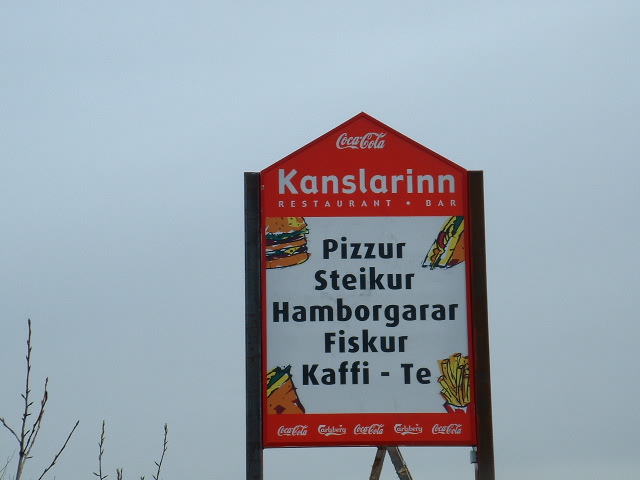 Coca-Cola
Kanslarinn
RESTAURANT • BAR
Pizzur
Steikur
Hamborgarar
Fiskur
Kaffi - Te
Coca-Cola Carlsberg Coca-Cola Carlsberg Coca-Cola